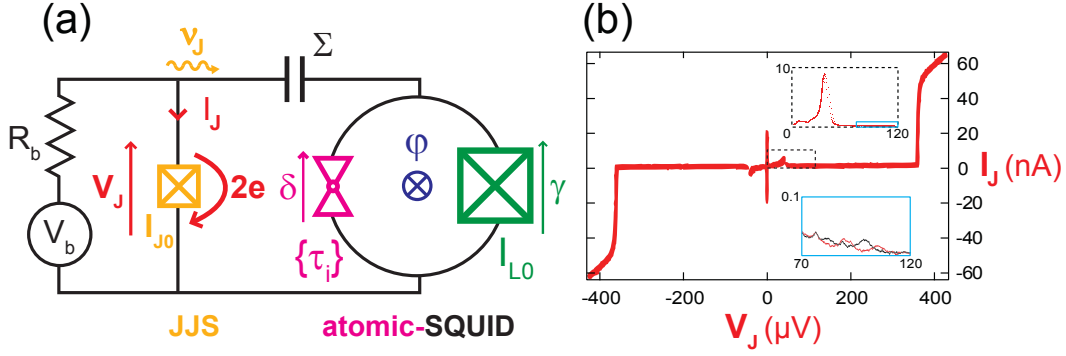 (a)
ν_J
Σ
R_b
I_J
V_J
2e
I_J0
V_b
δ
φ
γ
{τ_i}
I_L0
JJS
atomic-SQUID
(b)
10
0
120
0.1
70
120
60
40
20
0
-20
-40
-60
I_J (nA)
-400
-200
0
200
400
V_J (µV)